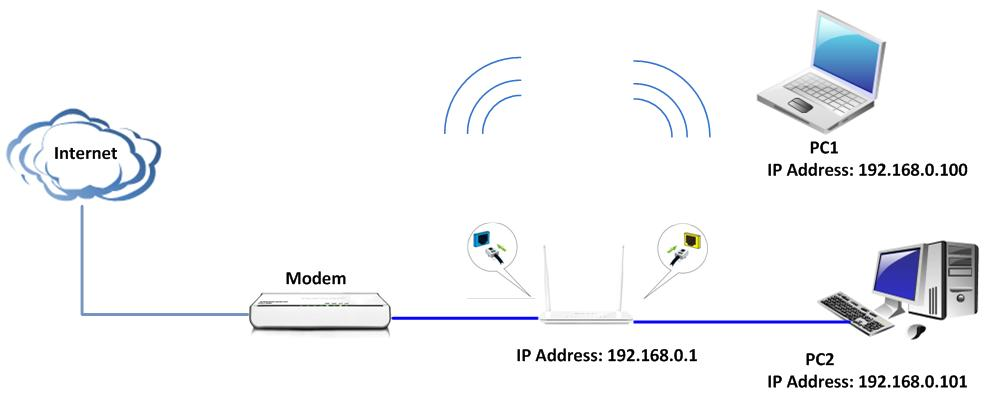 Internet
PC1
IP Address: 192.168.0.100
Modem
IP Address: 192.168.0.1
PC2
IP Address: 192.168.0.101